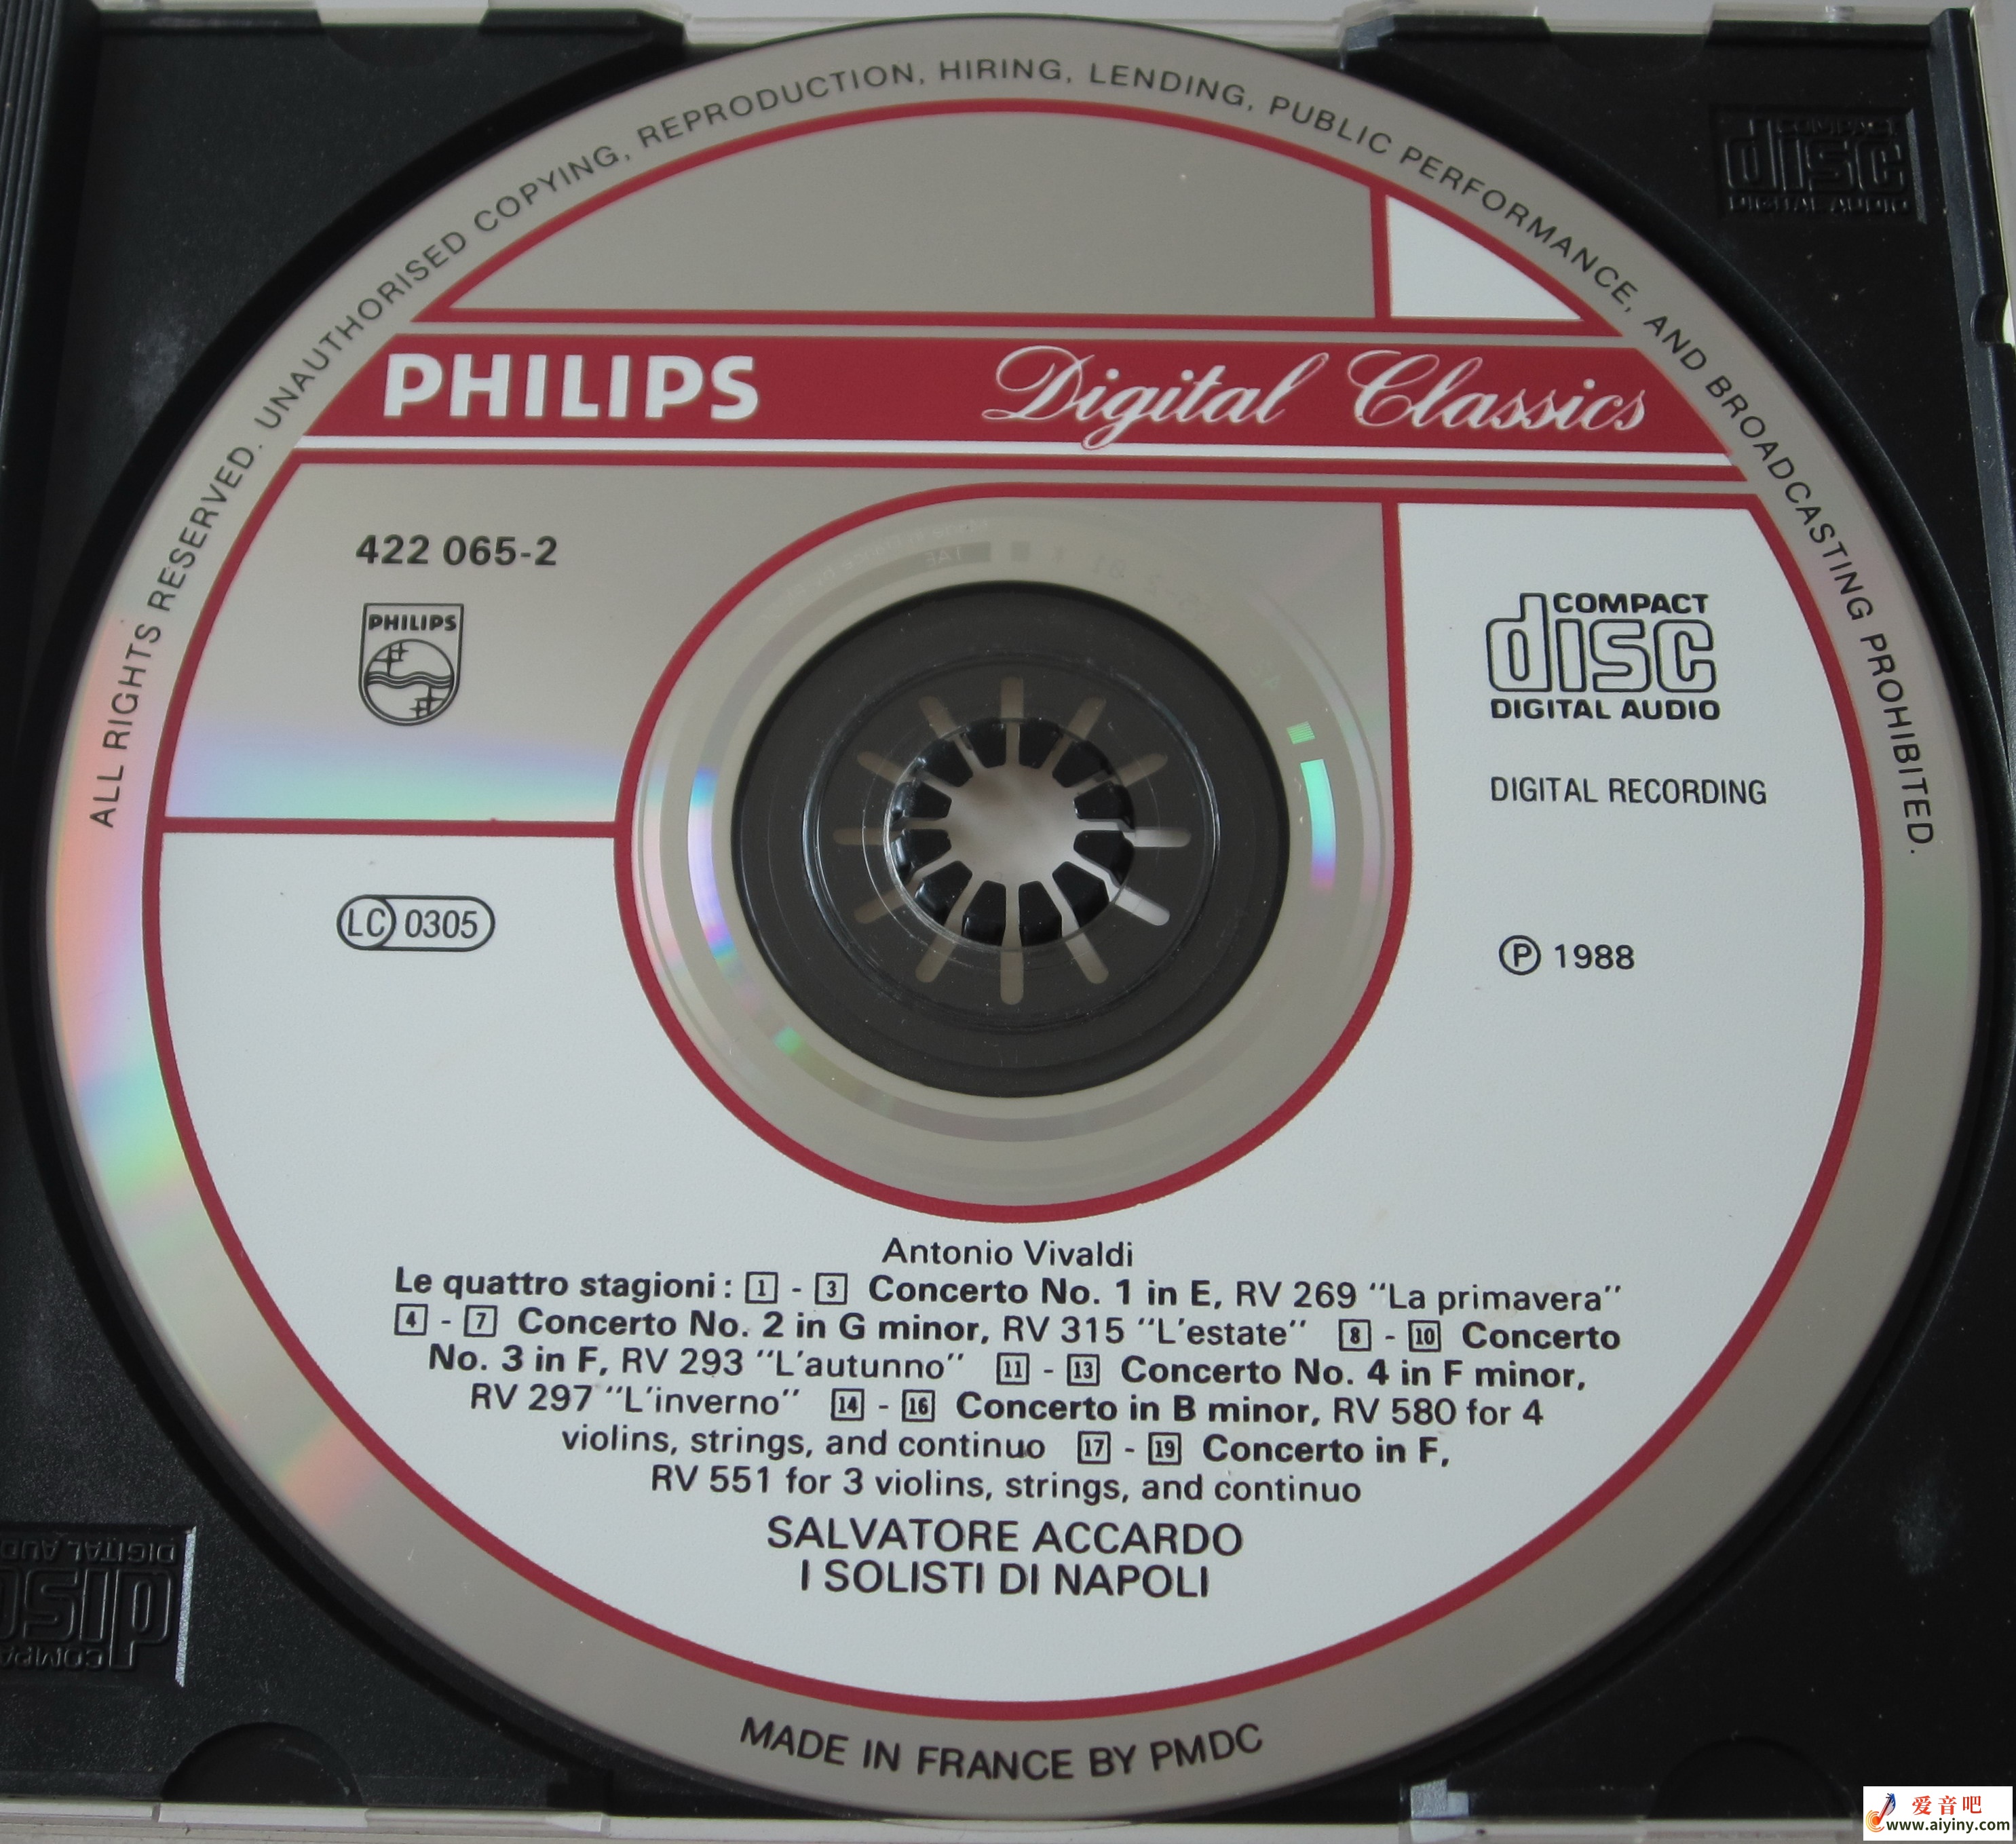 ALL RIGHTS RESERVED. UNAUTHORISED COPYING, REPRODUCTION, HIRING, LENDING, PUBLIC PERFORMANCE, AND BROADCASTING PROHIBITED.
PHILIPS Digital Classics
422 065-2
PHILIPS
COMPACT
disc
DIGITAL AUDIO
DIGITAL RECORDING
LC 0305
Ⓟ 1988
Antonio Vivaldi
Le quattro stagioni: 1 - 3 Concerto No. 1 in E, RV 269 "La primavera"
4 - 7 Concerto No. 2 in G minor, RV 315 "L'estate" 8 - 10 Concerto
No. 3 in F, RV 293 "L'autunno" 11 - 13 Concerto No. 4 in F minor,
RV 297 "L'inverno" 14 - 16 Concerto in B minor, RV 580 for 4
violins, strings, and continuo 17 - 19 Concerto in F,
RV 551 for 3 violins, strings, and continuo
SALVATORE ACCARDO
I SOLISTI DI NAPOLI
MADE IN FRANCE BY PMDC
COMPACT
disc
DIGITAL AUDIO
DIGITAL
disc
爱音吧
www.aiyiny.com